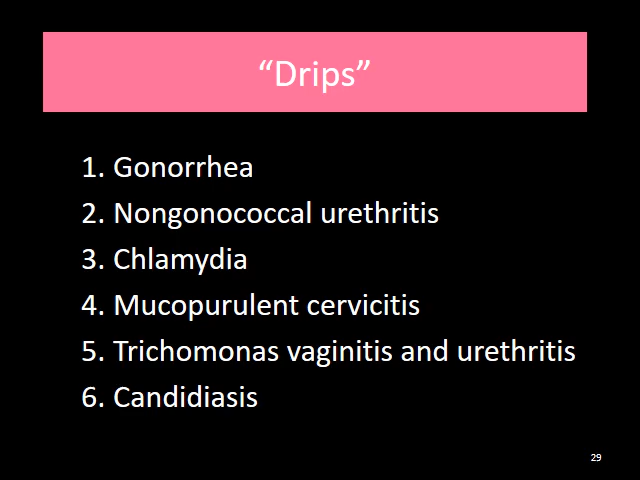 “Drips”
1. Gonorrhea
2. Nongonococcal urethritis
3. Chlamydia
4. Mucopurulent cervicitis
5. Trichomonas vaginitis and urethritis
6. Candidiasis
29